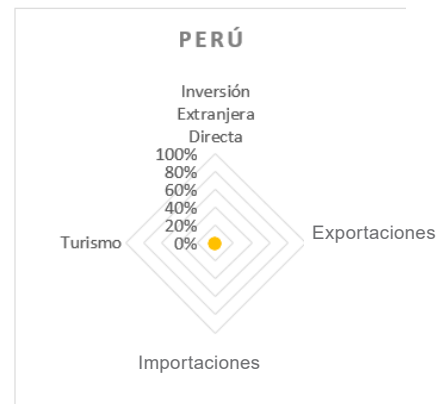 PERÚ
Inversión
Extranjera
Directa
100%
80%
60%
40%
20%
0%
Turismo
Exportaciones
Importaciones